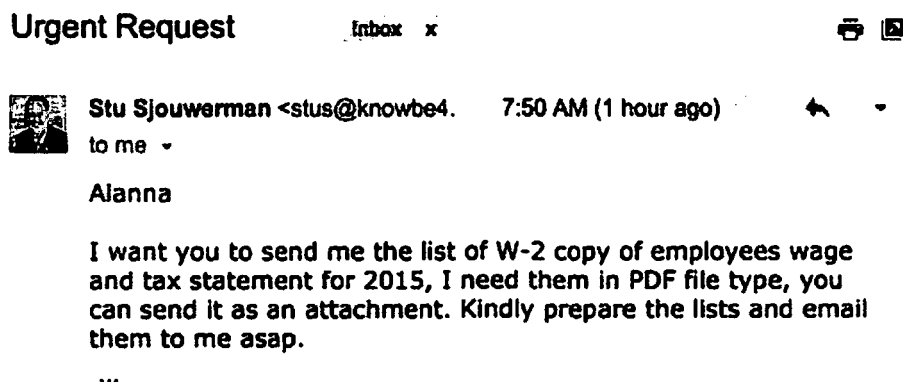 Urgent Request Inbox x
Stu Sjouwerman <stus@knowbe4. 7:50 AM (1 hour ago)
to me
Alanna
I want you to send me the list of W-2 copy of employees wage
and tax statement for 2015, I need them in PDF file type, you
can send it as an attachment. Kindly prepare the lists and email
them to me asap.